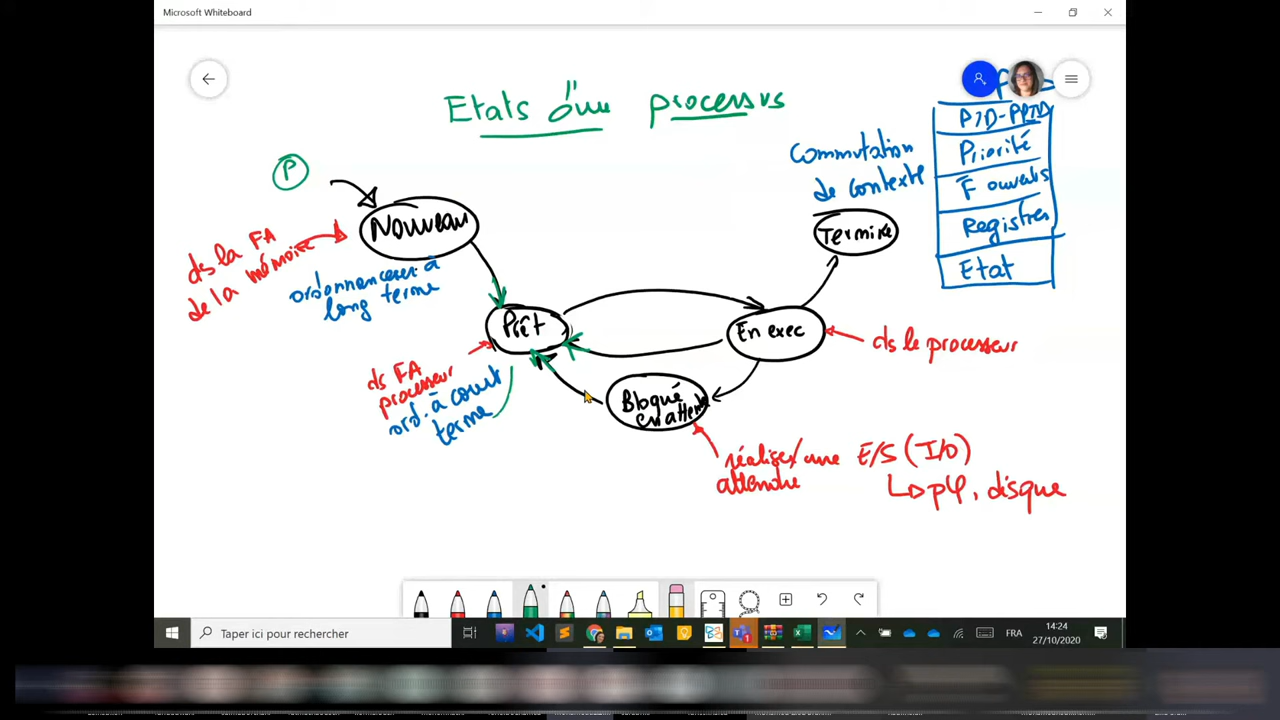 Microsoft Whiteboard
Etats d'un processus
P
PID-PPID
Priorité
F ouverts
Registres
Etat
Commutation
de contexte
Nouveau
Terminé
ds la FA
de la mémoire
ordonnanceur à
long terme
Prêt
En exec
ds le processeur
ds FA
processeur
ord. à court
terme
Bloqué
en attente
réaliser/une E/S (I/O)
attendre
disque
Taper ici pour rechercher
FRA
14:24
27/10/2020